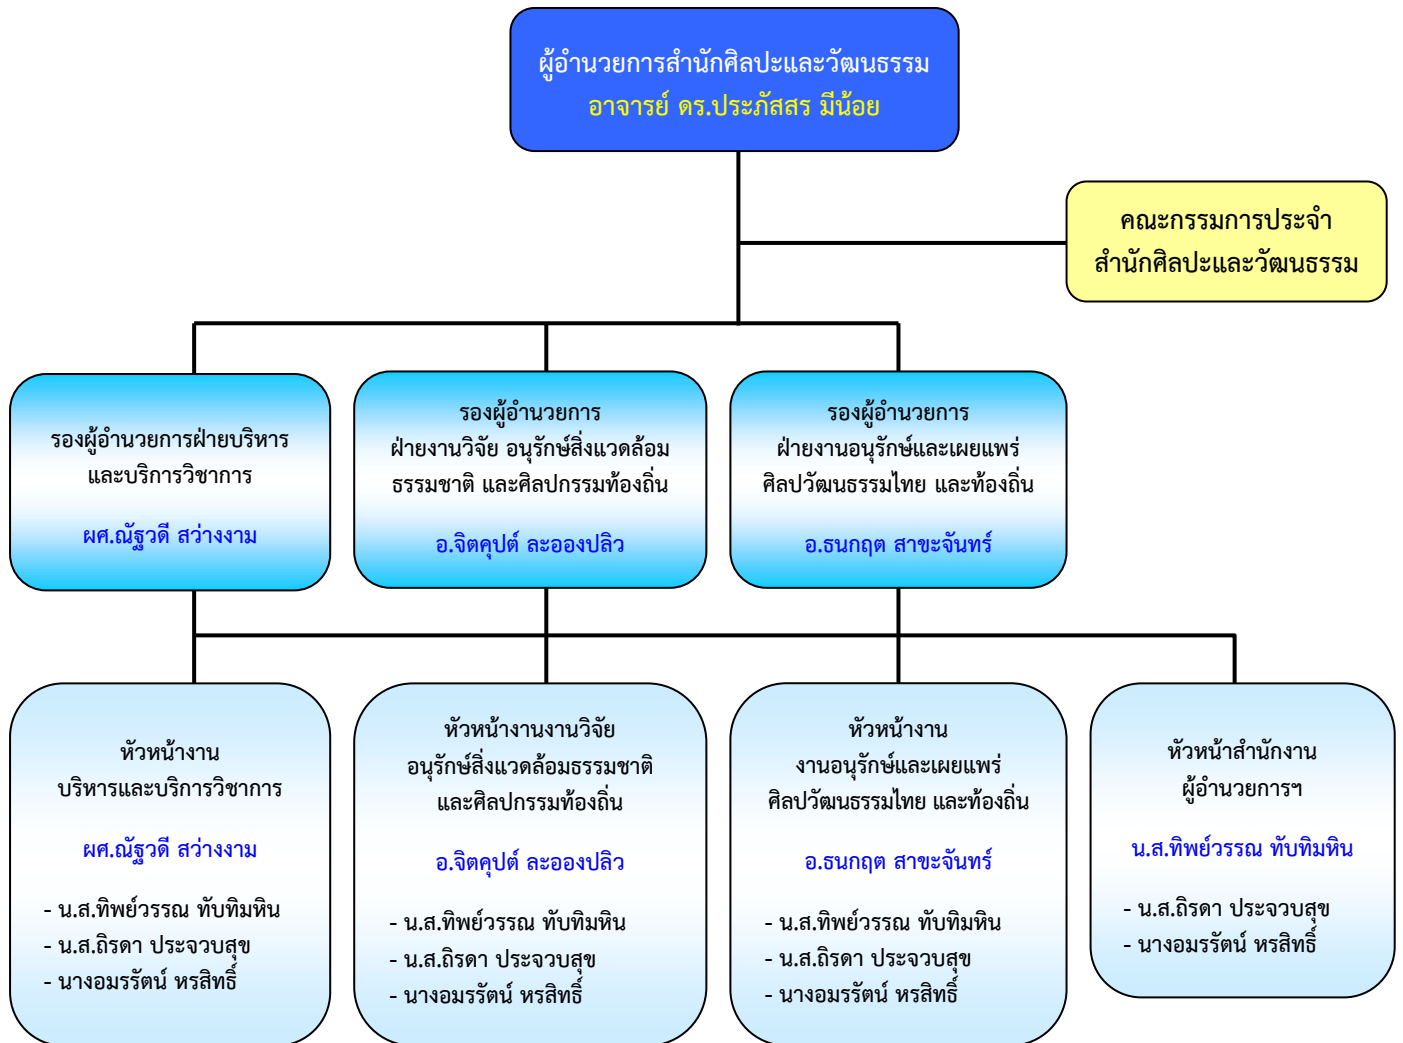 ผู้อำนวยการสำนักศิลปะและวัฒนธรรม
อาจารย์ ดร.ประภัสสร มีน้อย
คณะกรรมการประจำ
สำนักศิลปะและวัฒนธรรม
รองผู้อำนวยการฝ่ายบริหาร
และบริการวิชาการ
ผศ.ณัฐวดี สว่างงาม
รองผู้อำนวยการ
ฝ่ายงานวิจัย อนุรักษ์สิ่งแวดล้อม
ธรรมชาติ และศิลปกรรมท้องถิ่น
อ.จิตคุปต์ ละอองปลิว
รองผู้อำนวยการ
ฝ่ายงานอนุรักษ์และเผยแพร่
ศิลปวัฒนธรรมไทย และท้องถิ่น
อ.ธนกฤต สาขะจันทร์
หัวหน้างาน
บริหารและบริการวิชาการ
ผศ.ณัฐวดี สว่างงาม
- น.ส.ทิพย์วรรณ ทับทิมหิน
- น.ส.ถิรดา ประจวบสุข
- นางอมรรัตน์ หรสิทธิ์
หัวหน้างานงานวิจัย
อนุรักษ์สิ่งแวดล้อมธรรมชาติ
และศิลปกรรมท้องถิ่น
อ.จิตคุปต์ ละอองปลิว
- น.ส.ทิพย์วรรณ ทับทิมหิน
- น.ส.ถิรดา ประจวบสุข
- นางอมรรัตน์ หรสิทธิ์
หัวหน้างาน
งานอนุรักษ์และเผยแพร่
ศิลปวัฒนธรรมไทย และท้องถิ่น
อ.ธนกฤต สาขะจันทร์
- น.ส.ทิพย์วรรณ ทับทิมหิน
- น.ส.ถิรดา ประจวบสุข
- นางอมรรัตน์ หรสิทธิ์
หัวหน้าสำนักงาน
ผู้อำนวยการฯ
น.ส.ทิพย์วรรณ ทับทิมหิน
- น.ส.ถิรดา ประจวบสุข
- นางอมรรัตน์ หรสิทธิ์